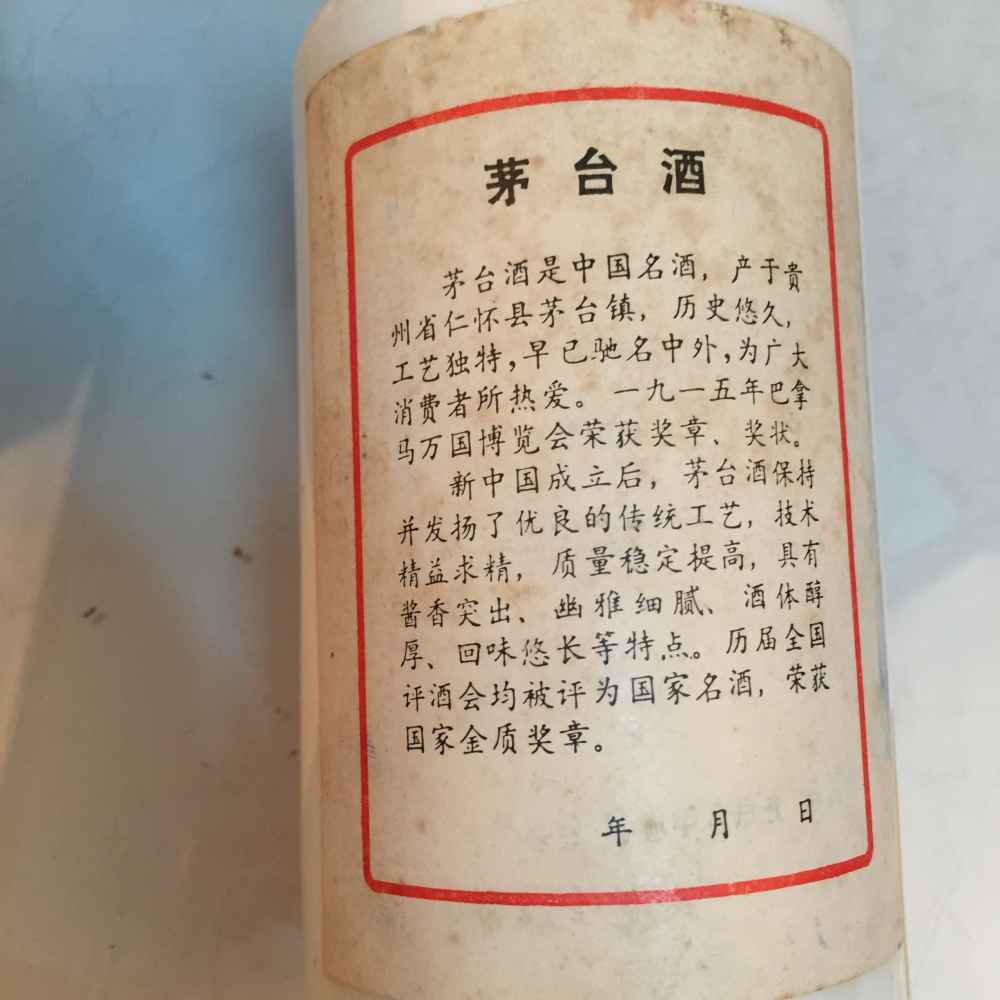 茅台酒
茅台酒是中国名酒，产于贵
州省仁怀县茅台镇，历史悠久，
工艺独特，早已驰名中外，为广大
消费者所热爱。一九一五年巴拿
马万国博览会荣获奖章、奖状。
新中国成立后，茅台酒保持
并发扬了优良的传统工艺，技术
精益求精，质量稳定提高，具有
酱香突出、幽雅细腻、酒体醇
厚、回味悠长等特点。历届全国
评酒会均被评为国家名酒，荣获
国家金质奖章。
年 月 日